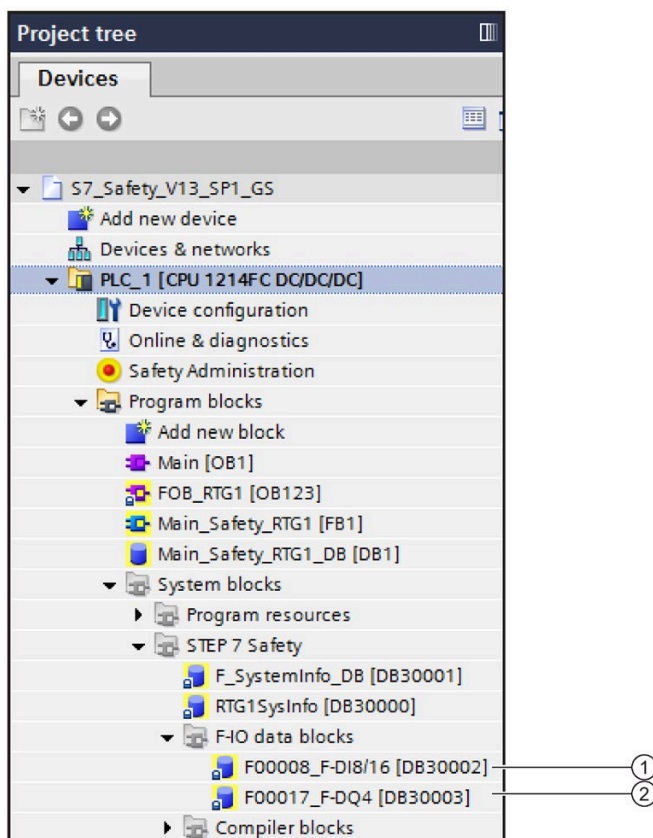 Project tree
Devices
S7_Safety_V13_SP1_GS
Add new device
Devices & networks
PLC_1 [CPU 1214FC DC/DC/DC]
Device configuration
Online & diagnostics
Safety Administration
Program blocks
Add new block
Main [OB1]
FOB_RTG1 [OB123]
Main_Safety_RTG1 [FB1]
Main_Safety_RTG1_DB [DB1]
System blocks
Program resources
STEP 7 Safety
F_SystemInfo_DB [DB30001]
RTG1SysInfo [DB30000]
F-IO data blocks
F00008_F-DI8/16 [DB30002] ①
F00017_F-DQ4 [DB30003] ②
Compiler blocks